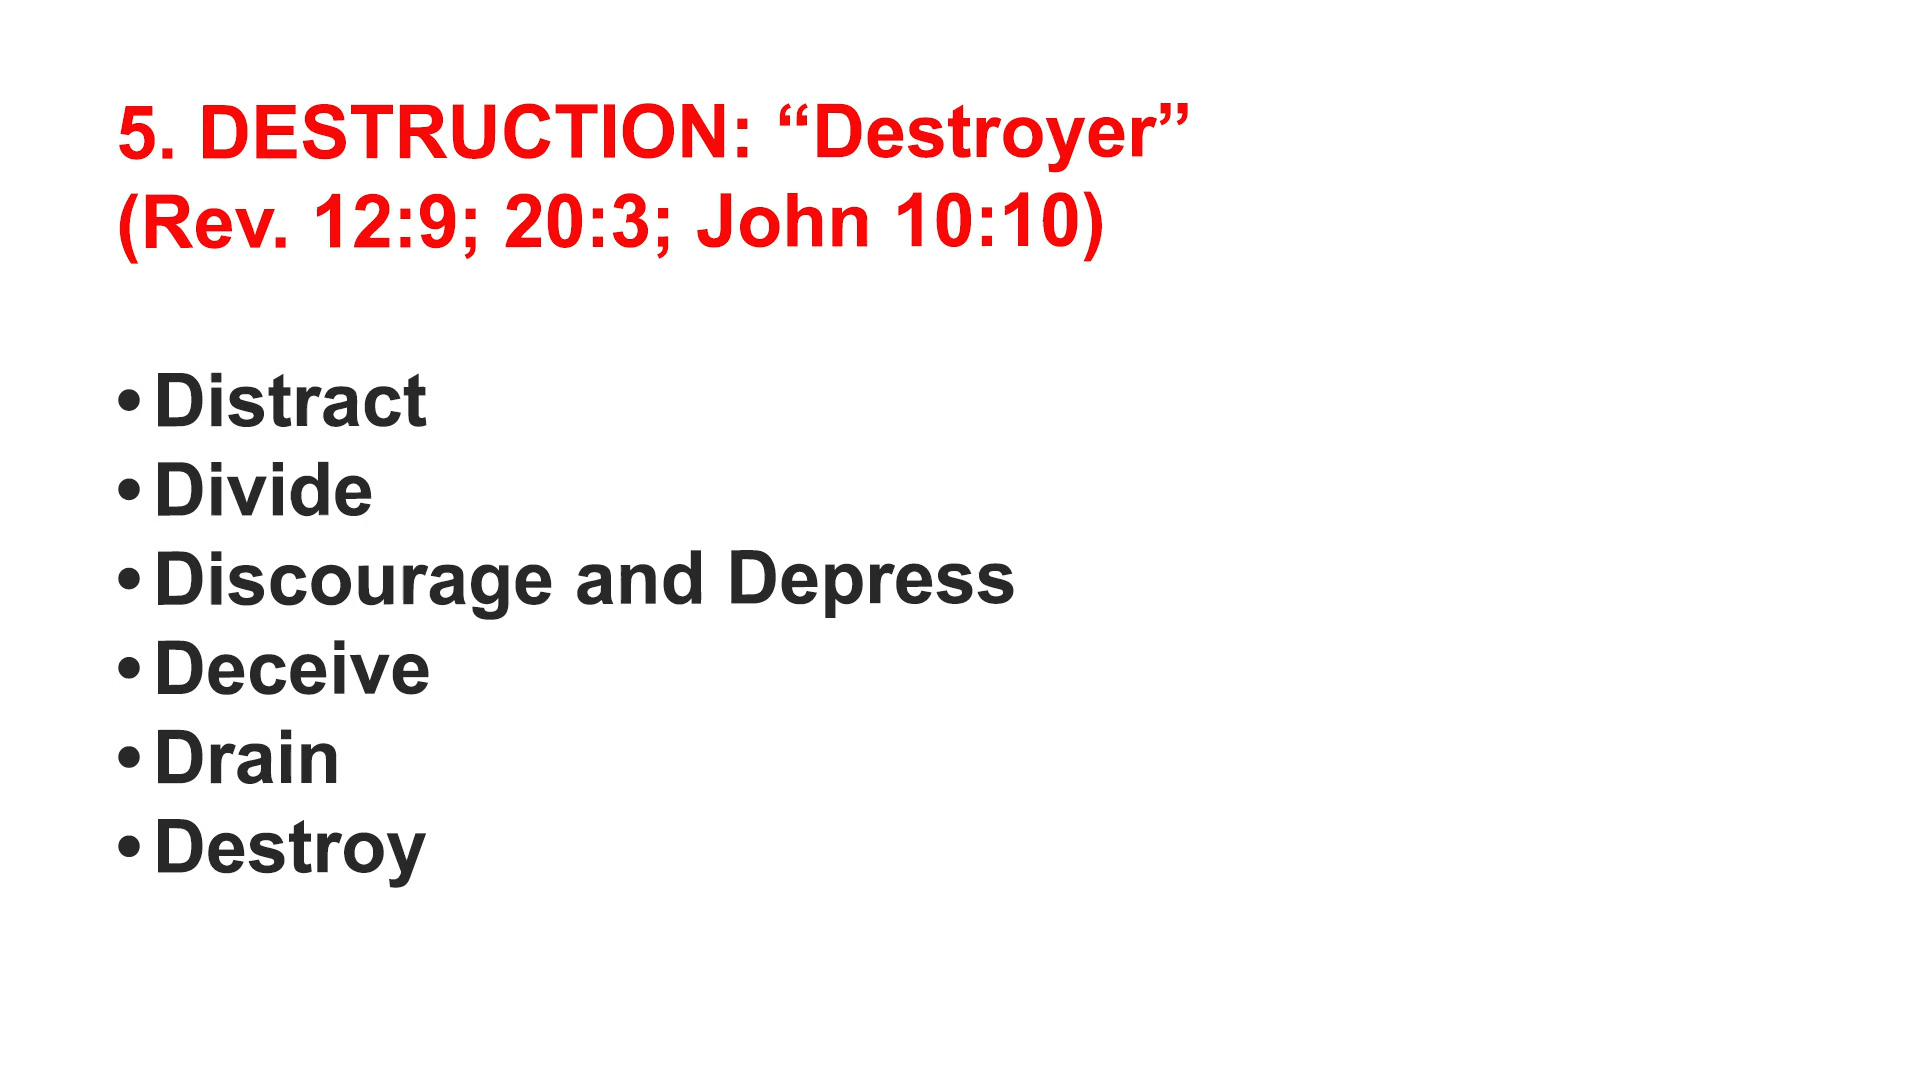 5. DESTRUCTION: “Destroyer”
(Rev. 12:9; 20:3; John 10:10)
• Distract
• Divide
• Discourage and Depress
• Deceive
• Drain
• Destroy